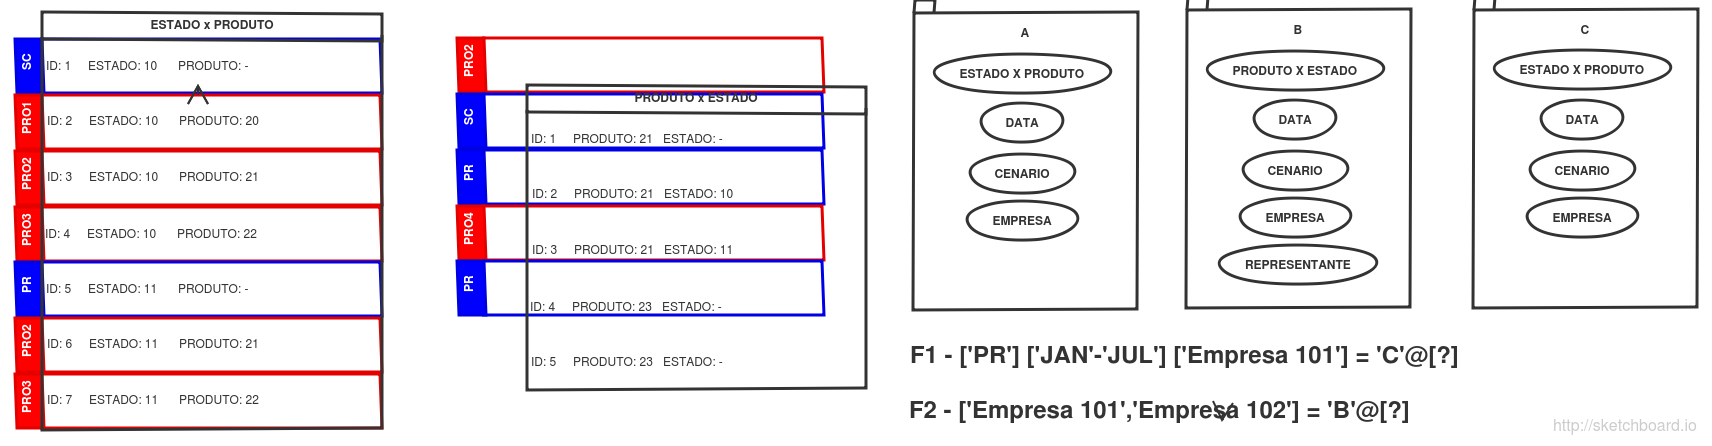 ESTADO x PRODUTO
SC
ID: 1 ESTADO: 10 PRODUTO: -
PRO1
ID: 2 ESTADO: 10 PRODUTO: 20
PRO2
ID: 3 ESTADO: 10 PRODUTO: 21
PRO3
ID: 4 ESTADO: 10 PRODUTO: 22
PR
ID: 5 ESTADO: 11 PRODUTO: -
PRO2
ID: 6 ESTADO: 11 PRODUTO: 21
PRO3
ID: 7 ESTADO: 11 PRODUTO: 22
PRO2
PRODUTO x ESTADO
SC
ID: 1 PRODUTO: 21 ESTADO: -
PR
ID: 2 PRODUTO: 21 ESTADO: 10
PRO4
ID: 3 PRODUTO: 21 ESTADO: 11
PR
ID: 4 PRODUTO: 23 ESTADO: -
ID: 5 PRODUTO: 23 ESTADO: -
A
ESTADO X PRODUTO
DATA
CENARIO
EMPRESA
B
PRODUTO X ESTADO
DATA
CENARIO
EMPRESA
REPRESENTANTE
C
ESTADO X PRODUTO
DATA
CENARIO
EMPRESA
F1 - ['PR'] ['JAN'-'JUL'] ['Empresa 101'] = 'C'@[?]
F2 - ['Empresa 101','Empresa 102'] = 'B'@[?]
http://sketchboard.io